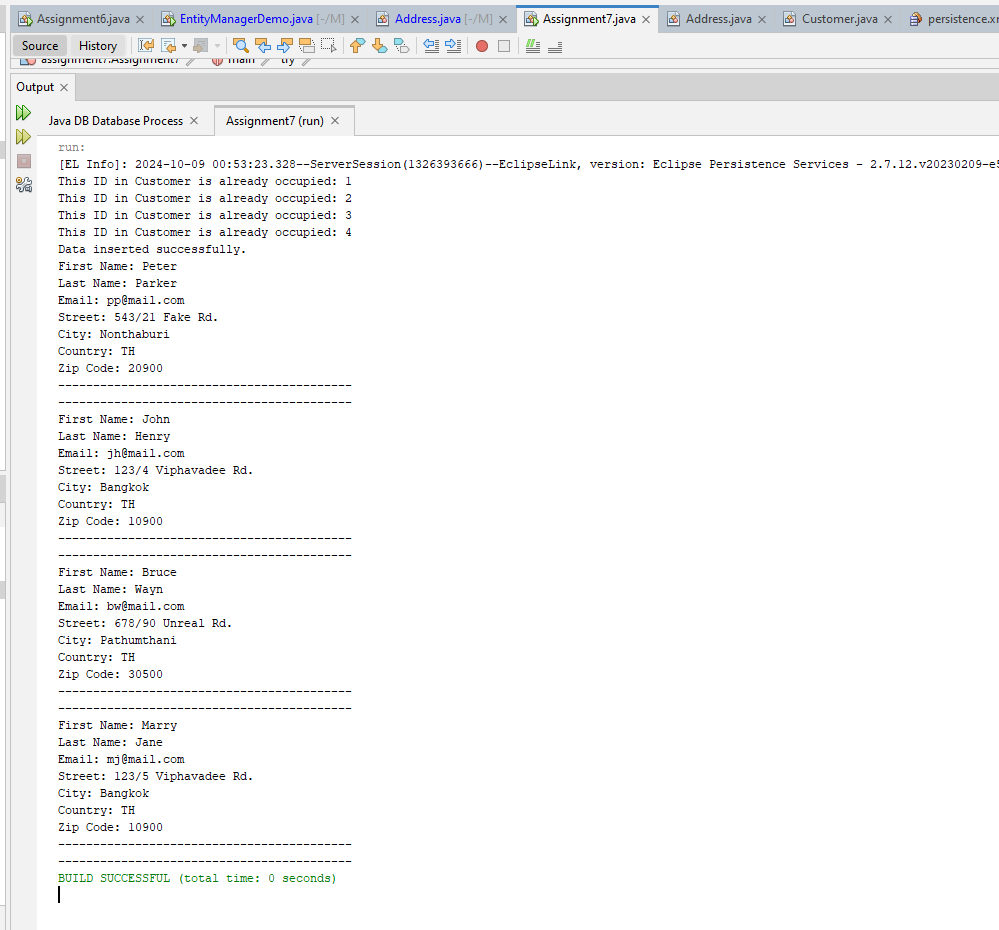 Assignment6.java EntityManagerDemo.java [-/M] Address.java [-/M] Assignment7.java Address.java Customer.java persistence.xm
Source History
assignment7.Assignment7 main try
Output
Java DB Database Process Assignment7 (run)
run:
[EL Info]: 2024-10-09 00:53:23.328--ServerSession(1326393666)--EclipseLink, version: Eclipse Persistence Services - 2.7.12.v20230209-e5
This ID in Customer is already occupied: 1
This ID in Customer is already occupied: 2
This ID in Customer is already occupied: 3
This ID in Customer is already occupied: 4
Data inserted successfully.
First Name: Peter
Last Name: Parker
Email: pp@mail.com
Street: 543/21 Fake Rd.
City: Nonthaburi
Country: TH
Zip Code: 20900
------------------------------------------
------------------------------------------
First Name: John
Last Name: Henry
Email: jh@mail.com
Street: 123/4 Viphavadee Rd.
City: Bangkok
Country: TH
Zip Code: 10900
------------------------------------------
------------------------------------------
First Name: Bruce
Last Name: Wayn
Email: bw@mail.com
Street: 678/90 Unreal Rd.
City: Pathumthani
Country: TH
Zip Code: 30500
------------------------------------------
------------------------------------------
First Name: Marry
Last Name: Jane
Email: mj@mail.com
Street: 123/5 Viphavadee Rd.
City: Bangkok
Country: TH
Zip Code: 10900
------------------------------------------
------------------------------------------
BUILD SUCCESSFUL (total time: 0 seconds)